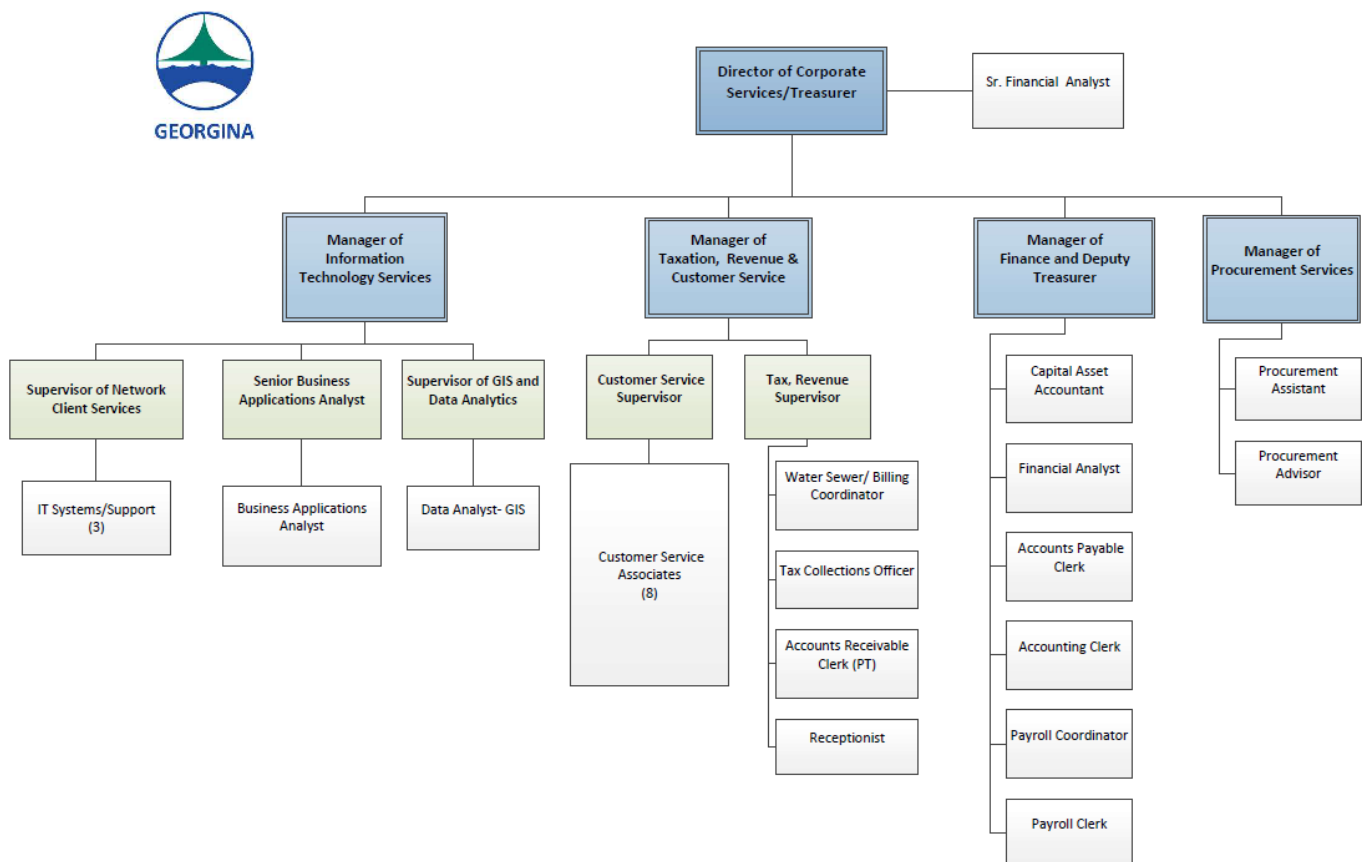 GEORGINA
Director of Corporate
Services/Treasurer
Sr. Financial Analyst
Manager of
Information
Technology Services
Manager of
Taxation, Revenue &
Customer Service
Manager of
Finance and Deputy
Treasurer
Manager of
Procurement Services
Supervisor of Network
Client Services
Senior Business
Applications Analyst
Supervisor of GIS and
Data Analytics
Customer Service
Supervisor
Tax, Revenue
Supervisor
IT Systems/Support
(3)
Business Applications
Analyst
Data Analyst- GIS
Customer Service
Associates
(8)
Water Sewer/ Billing
Coordinator
Tax Collections Officer
Accounts Receivable
Clerk (PT)
Receptionist
Capital Asset
Accountant
Financial Analyst
Accounts Payable
Clerk
Accounting Clerk
Payroll Coordinator
Payroll Clerk
Procurement
Assistant
Procurement
Advisor